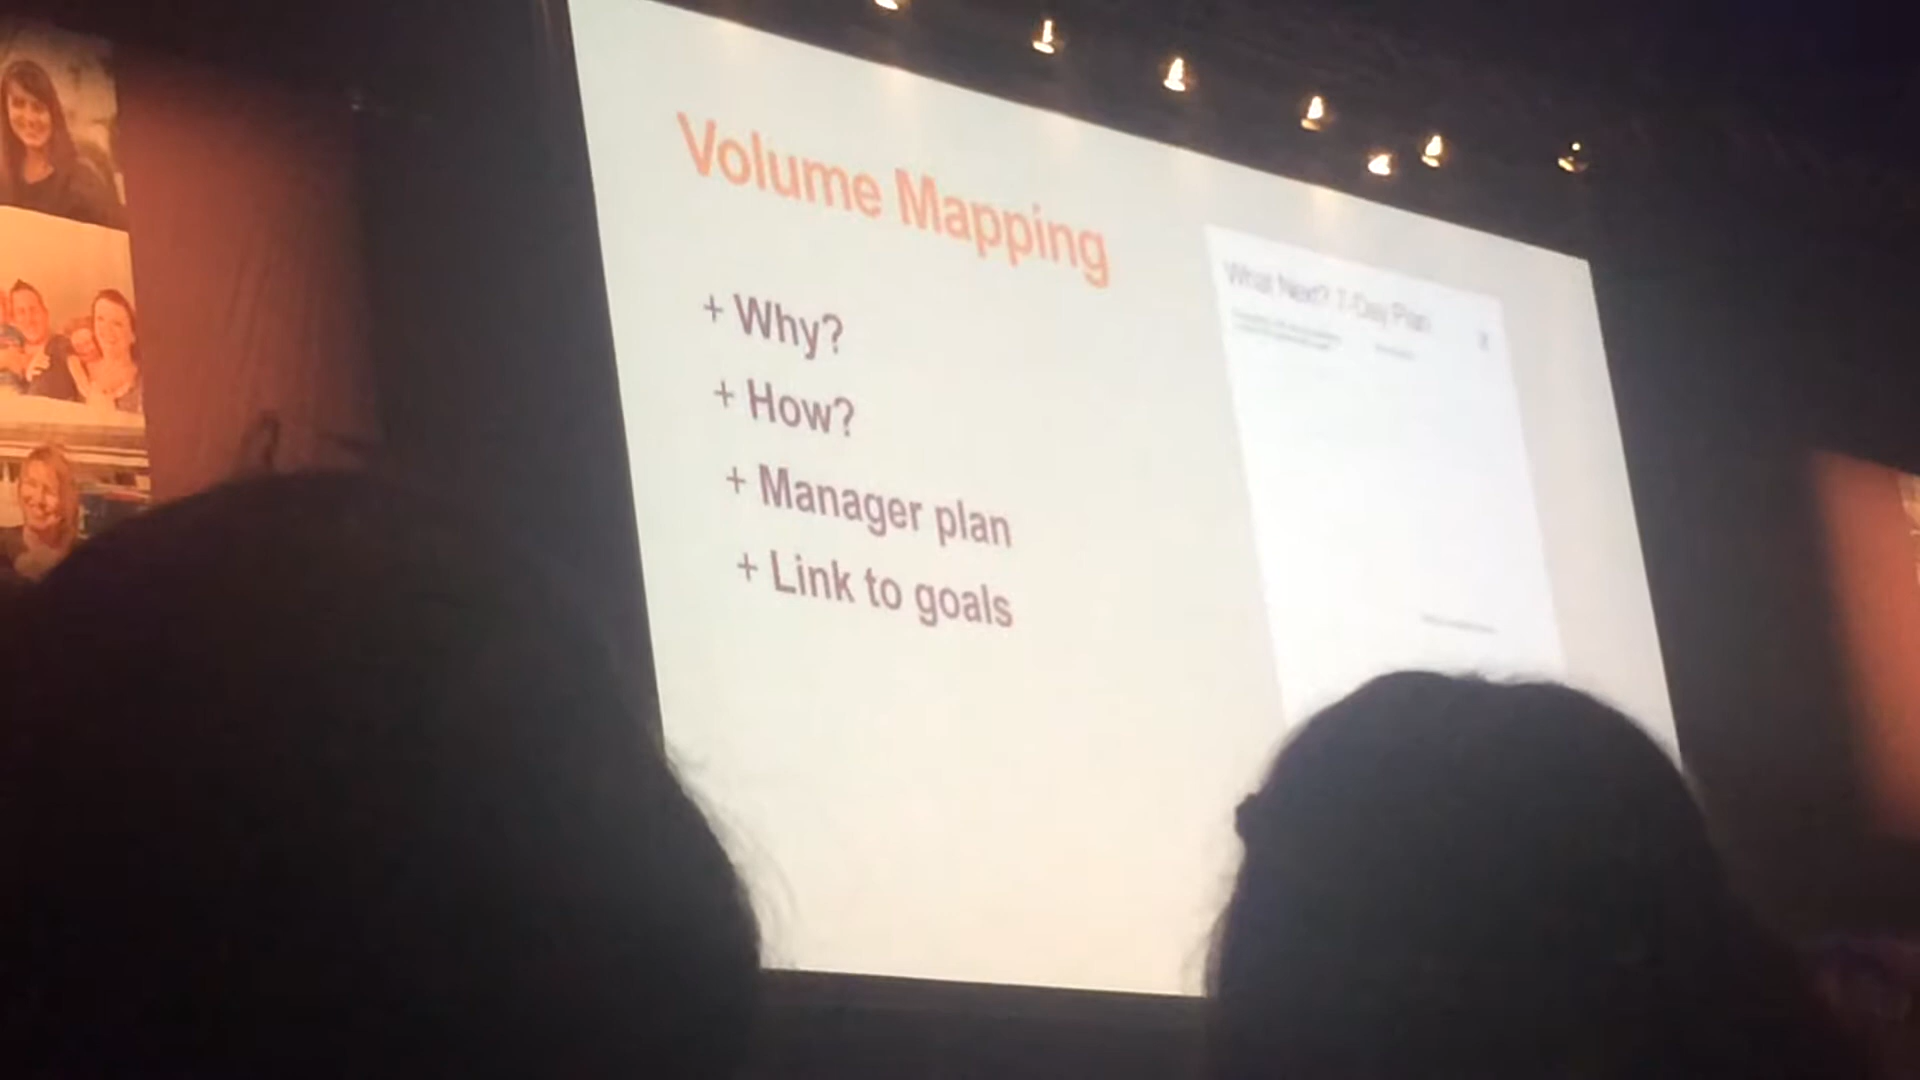 Volume Mapping
+ Why?
+ How?
+ Manager plan
+ Link to goals
What Next? 7-Day Plan